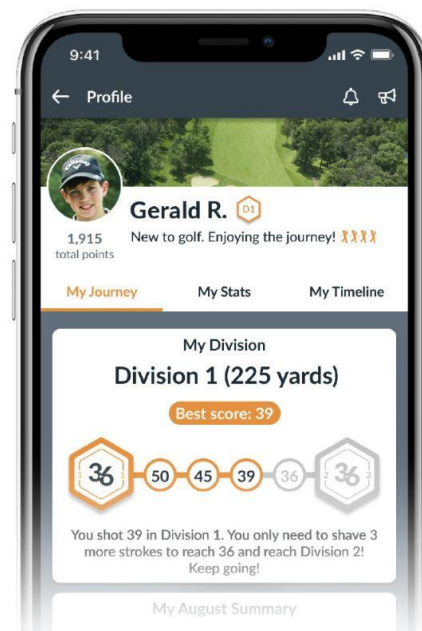 9:41
Profile
Gerald R. D1
New to golf. Enjoying the journey!
1,915
total points
My Journey My Stats My Timeline
My Division
Division 1 (225 yards)
Best score: 39
36 50 45 39 36 36
You shot 39 in Division 1. You only need to shave 3
more strokes to reach 36 and reach Division 2!
Keep going!
My August Summary